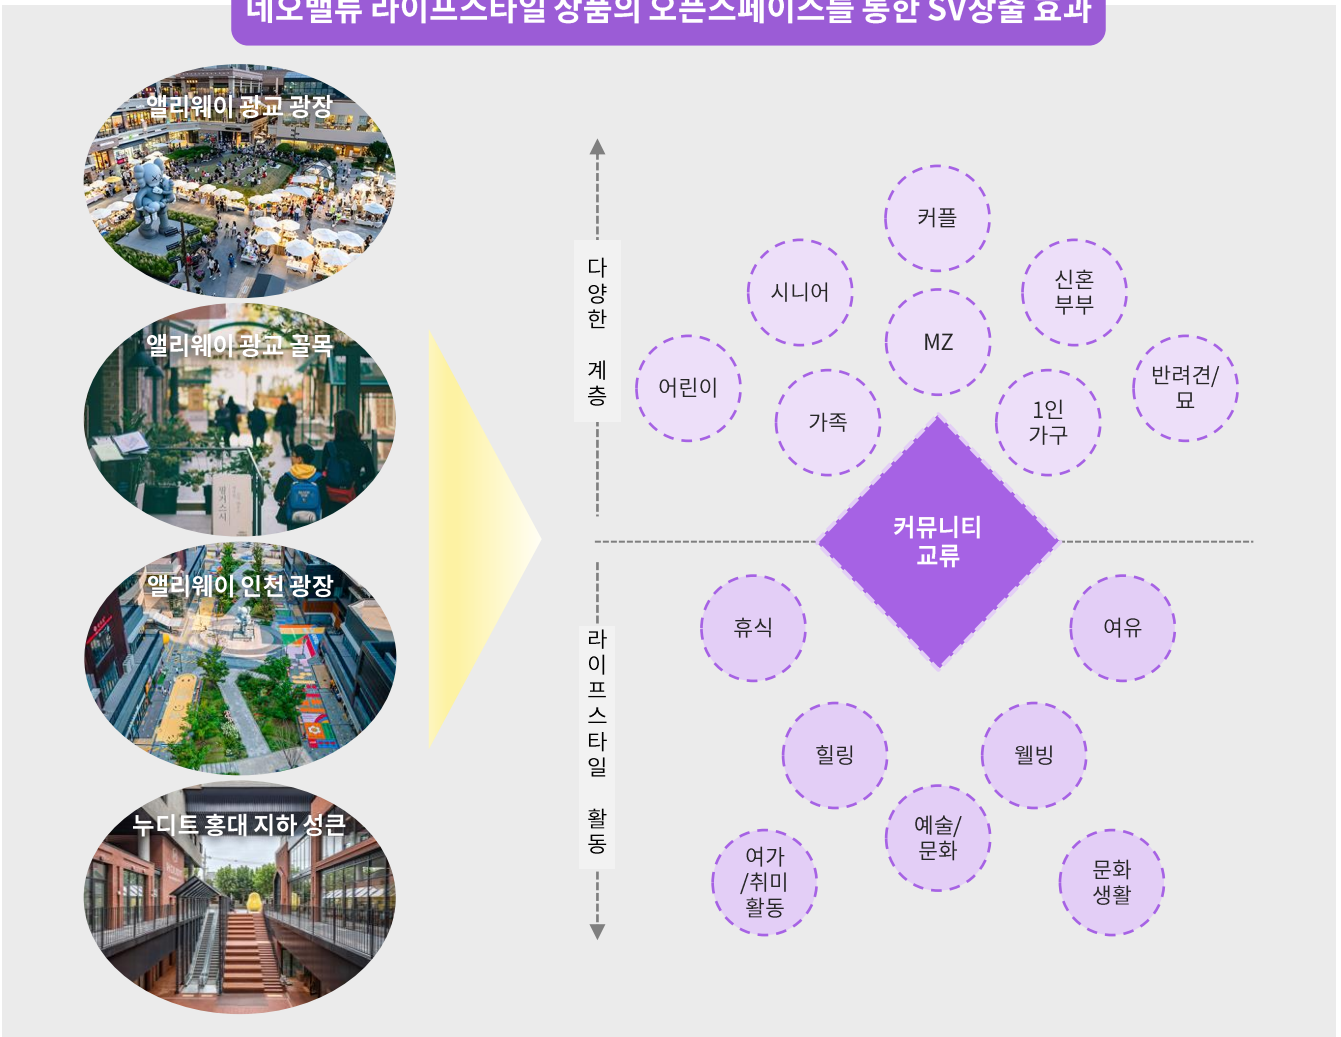 네오밸류 라이프스타일 상품의 오픈스페이스를 통한 SV상출 효과
앨리웨이 광교 광장
앨리웨이 광교 골목
앨리웨이 인천 광장
누디트 홍대 지하 성큰
다양한 계층
커플
시니어
신혼
부부
MZ
어린이
가족
1인
가구
반려견/
묘
커뮤니티
교류
라이프스타일 활동
휴식
여유
힐링
웰빙
예술/
문화
여가
/취미
활동
문화
생활